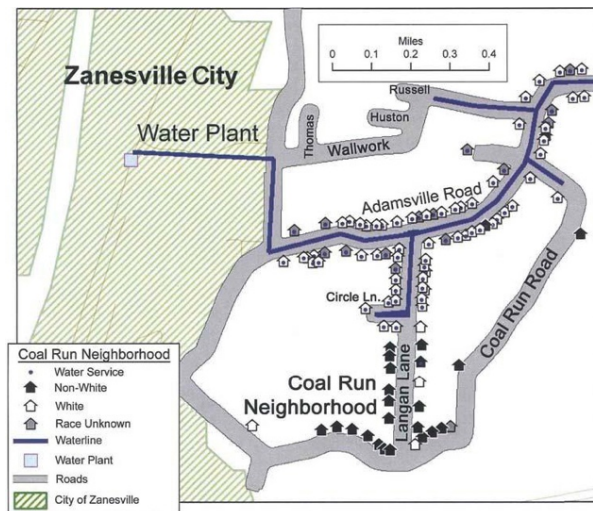 Miles
0 0.1 0.2 0.3 0.4
Zanesville City
Water Plant
Russell
Huston
Thomas
Wallwork
Adamsville Road
Circle Ln.
Coal Run Road
Coal Run
Neighborhood
Langan Lane
Coal Run Neighborhood
Water Service
Non-White
White
Race Unknown
Waterline
Water Plant
Roads
City of Zanesville